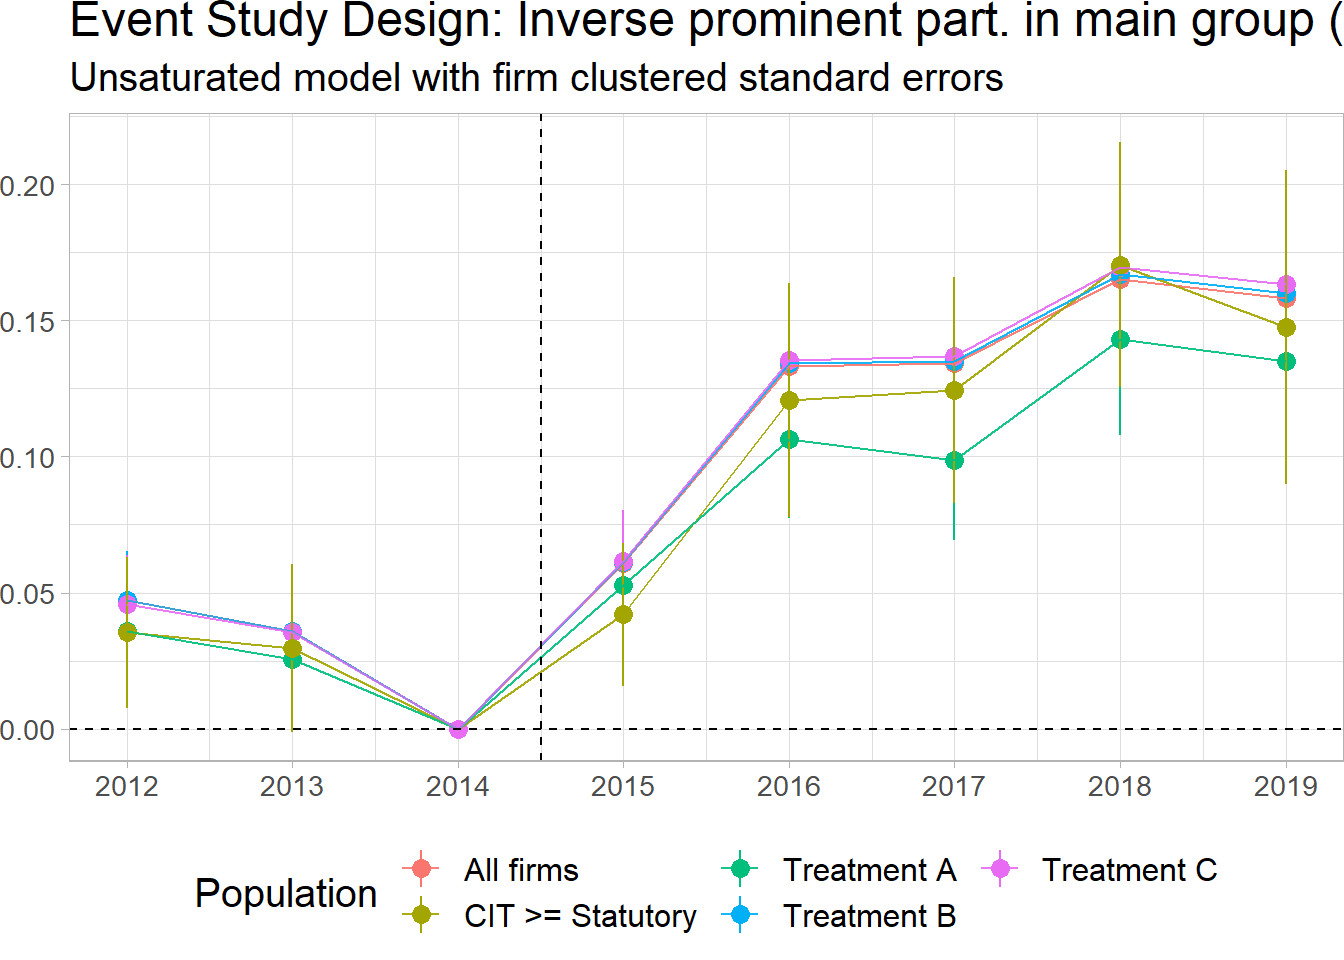 Event Study Design: Inverse prominent part. in main group (
Unsaturated model with firm clustered standard errors
0.20
0.15
0.10
0.05
0.00
2012 2013 2014 2015 2016 2017 2018 2019
Population
All firms Treatment A Treatment C
CIT >= Statutory Treatment B